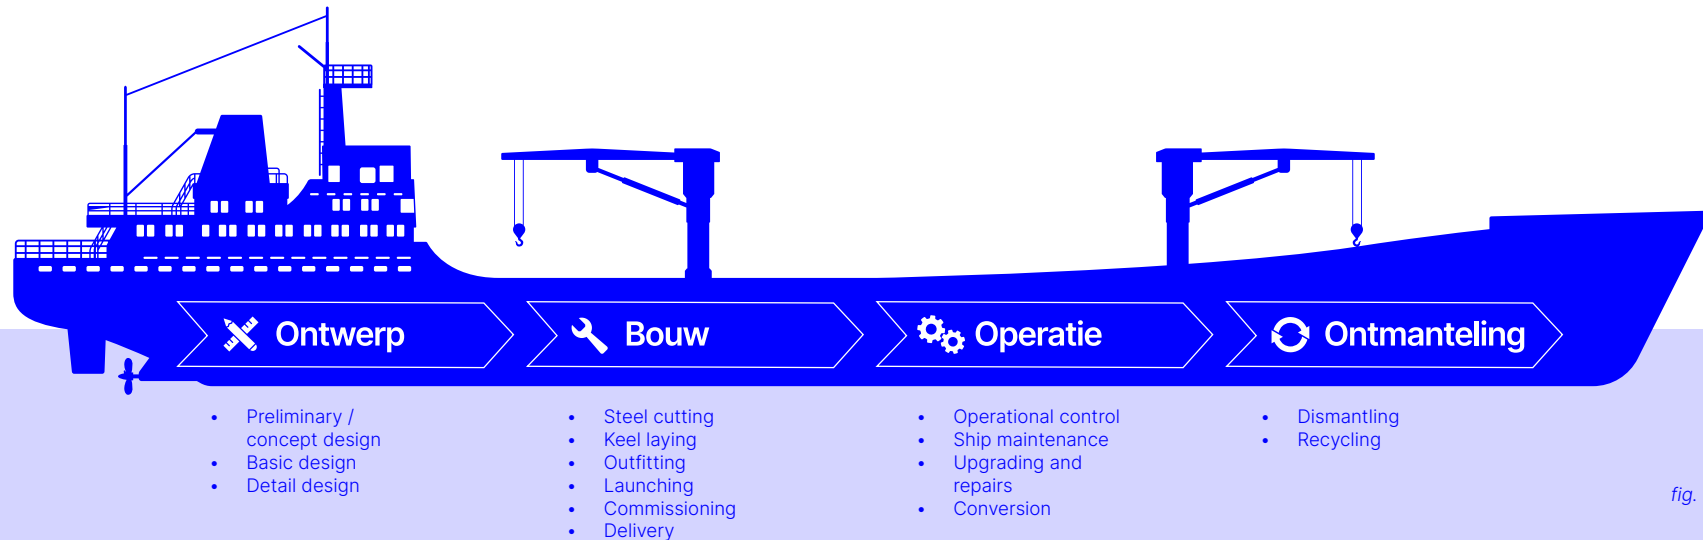 Ontwerp
Bouw
Operatie
Ontmanteling
• Preliminary /
concept design
• Basic design
• Detail design
• Steel cutting
• Keel laying
• Outfitting
• Launching
• Commissioning
• Delivery
• Operational control
• Ship maintenance
• Upgrading and
repairs
• Conversion
• Dismantling
• Recycling
fig.